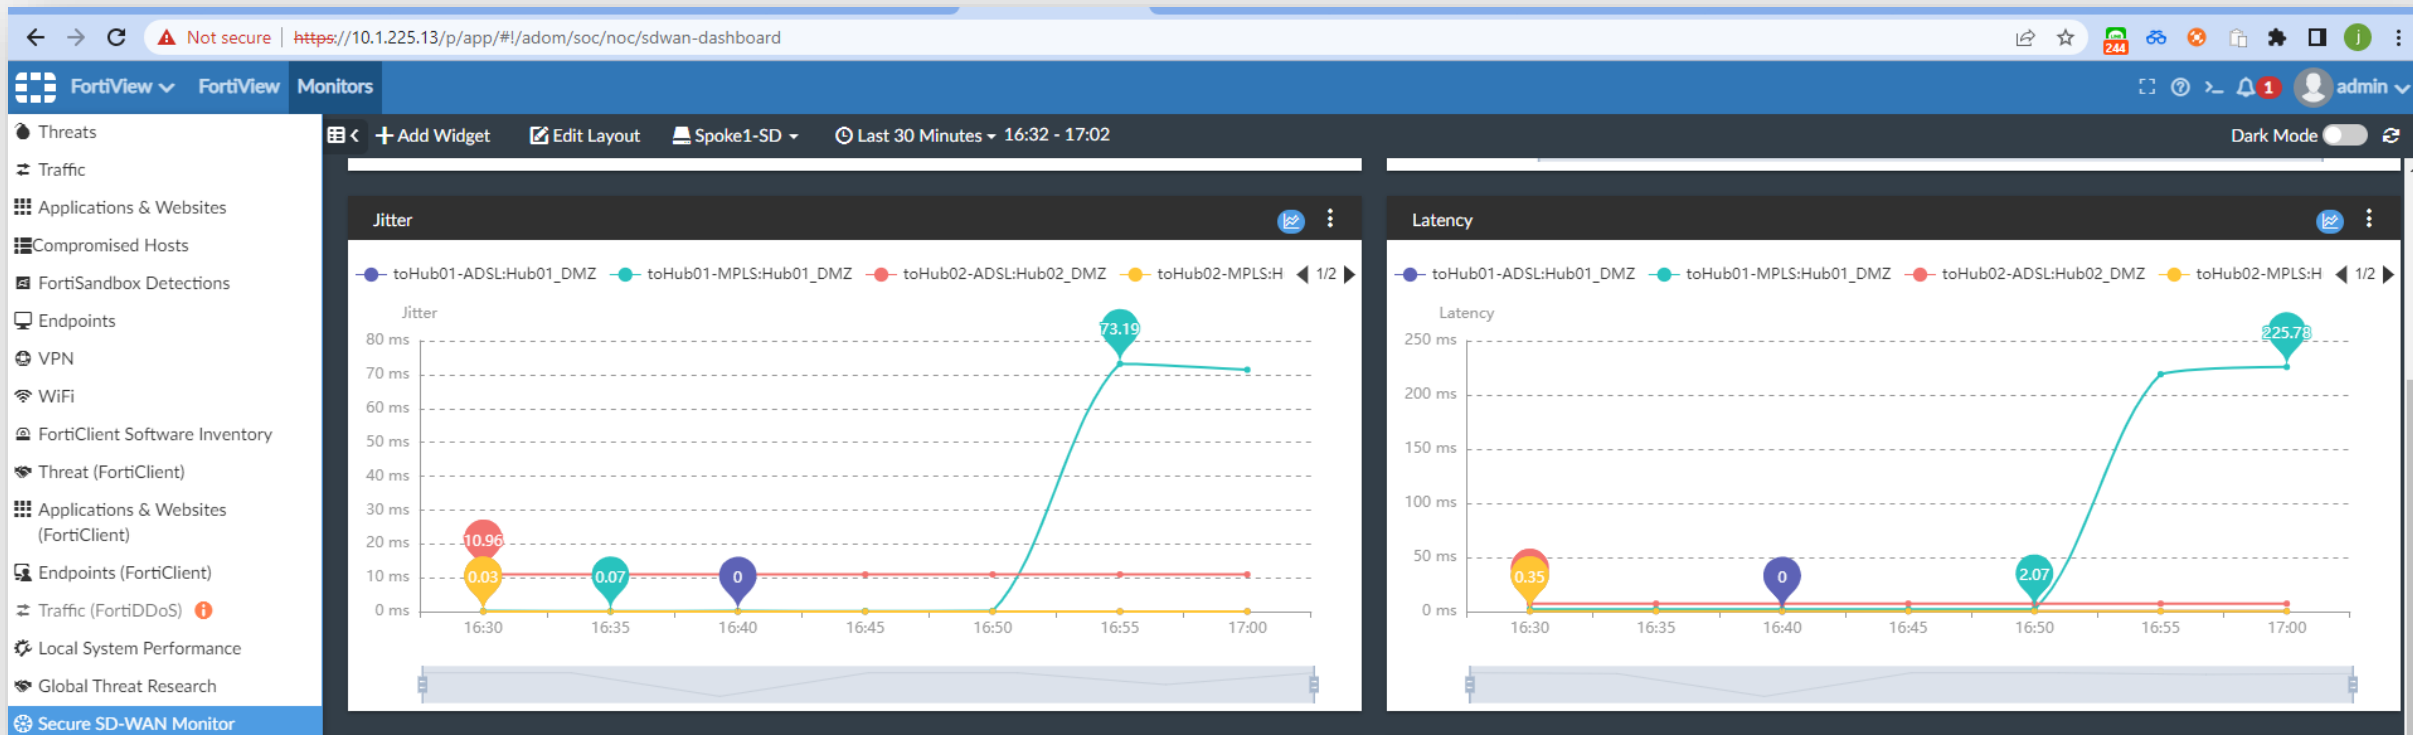 Not secure https://10.1.225.13/p/app/#!/adom/soc/noc/sdwan-dashboard 244 j
FortiView FortiView Monitors 1 admin
Threats
Traffic
Applications & Websites
Compromised Hosts
FortiSandbox Detections
Endpoints
VPN
WiFi
FortiClient Software Inventory
Threat (FortiClient)
Applications & Websites
(FortiClient)
Endpoints (FortiClient)
Traffic (FortiDDoS)
Local System Performance
Global Threat Research
Secure SD-WAN Monitor
Add Widget Edit Layout Spoke1-SD Last 30 Minutes 16:32 - 17:02 Dark Mode
Jitter
toHub01-ADSL:Hub01_DMZ toHub01-MPLS:Hub01_DMZ toHub02-ADSL:Hub02_DMZ toHub02-MPLS:H 1/2
Jitter
73.19
80 ms
70 ms
60 ms
50 ms
40 ms
30 ms
20 ms
10 ms
0 ms
10.96
0.03 0.07 0
16:30 16:35 16:40 16:45 16:50 16:55 17:00
Latency
toHub01-ADSL:Hub01_DMZ toHub01-MPLS:Hub01_DMZ toHub02-ADSL:Hub02_DMZ toHub02-MPLS:H 1/2
Latency
225.78
250 ms
200 ms
150 ms
100 ms
50 ms
0 ms
0.35 0 2.07
16:30 16:35 16:40 16:45 16:50 16:55 17:00